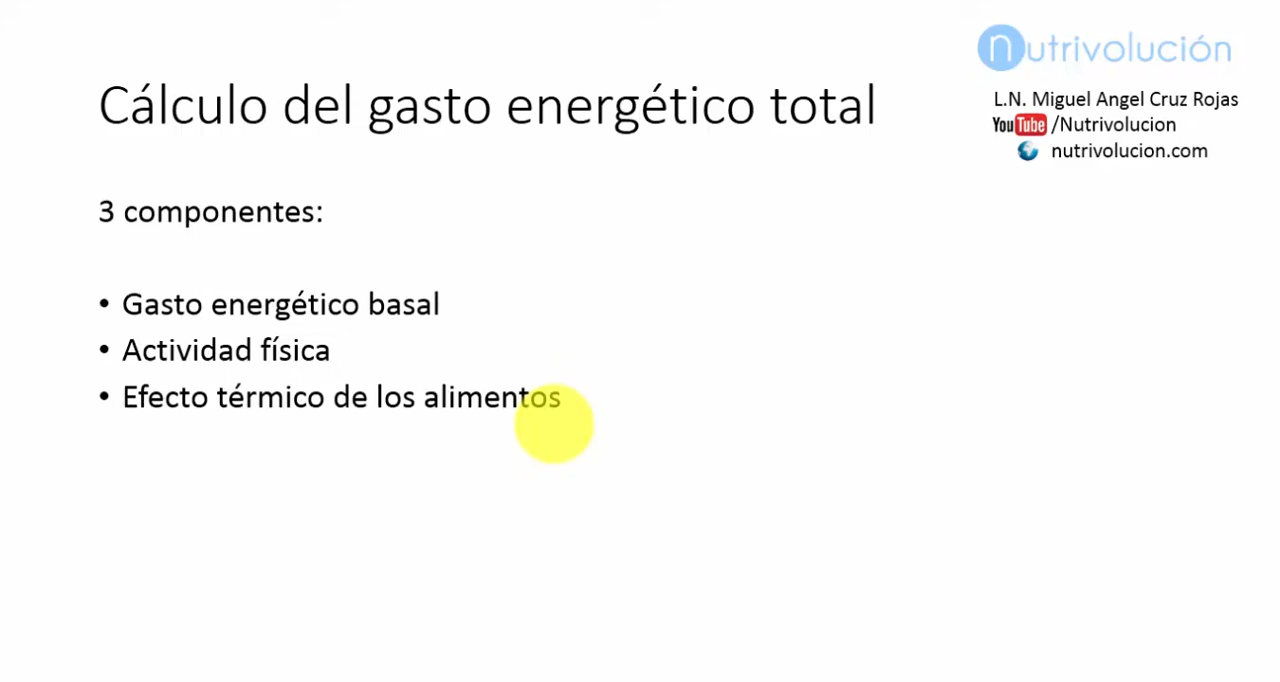 Cálculo del gasto energético total
3 componentes:
• Gasto energético basal
• Actividad física
• Efecto térmico de los alimentos
nutrivolución
L.N. Miguel Angel Cruz Rojas
YouTube /Nutrivolucion
nutrivolucion.com